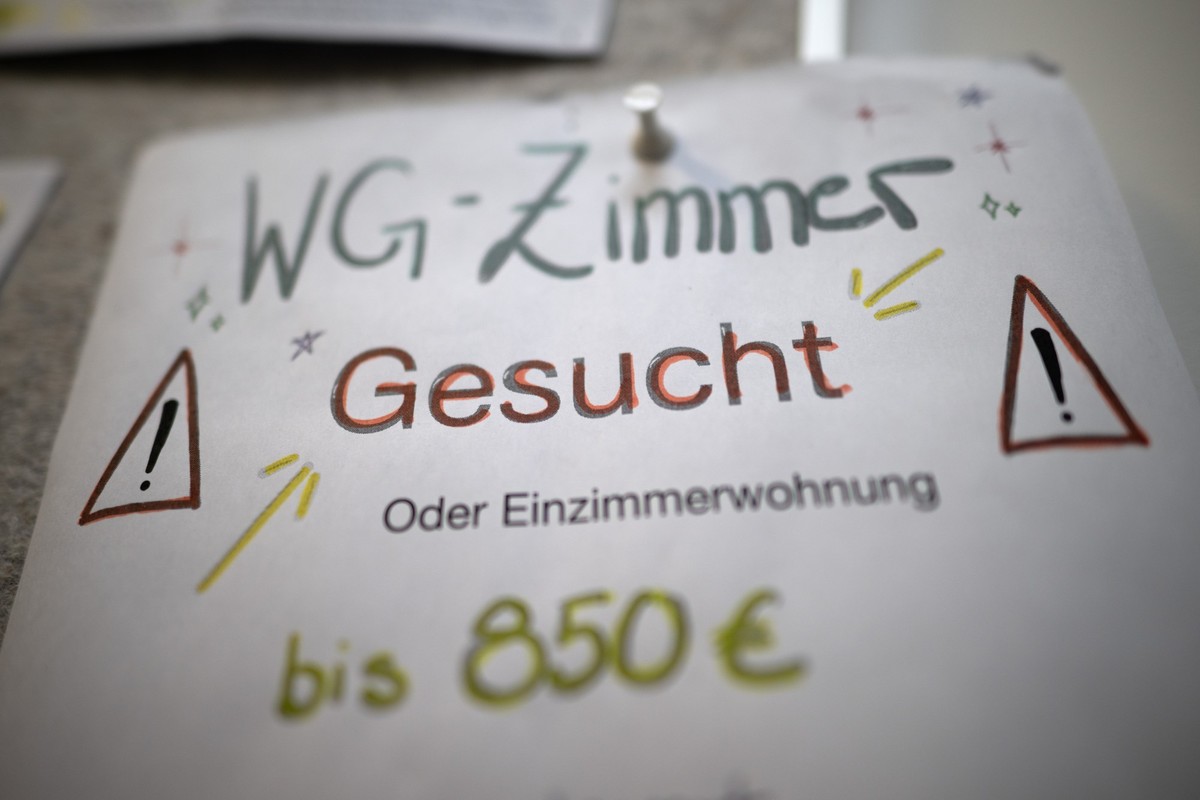 WG-Zimmer
Gesucht
Oder Einzimmerwohnung
bis 850 €